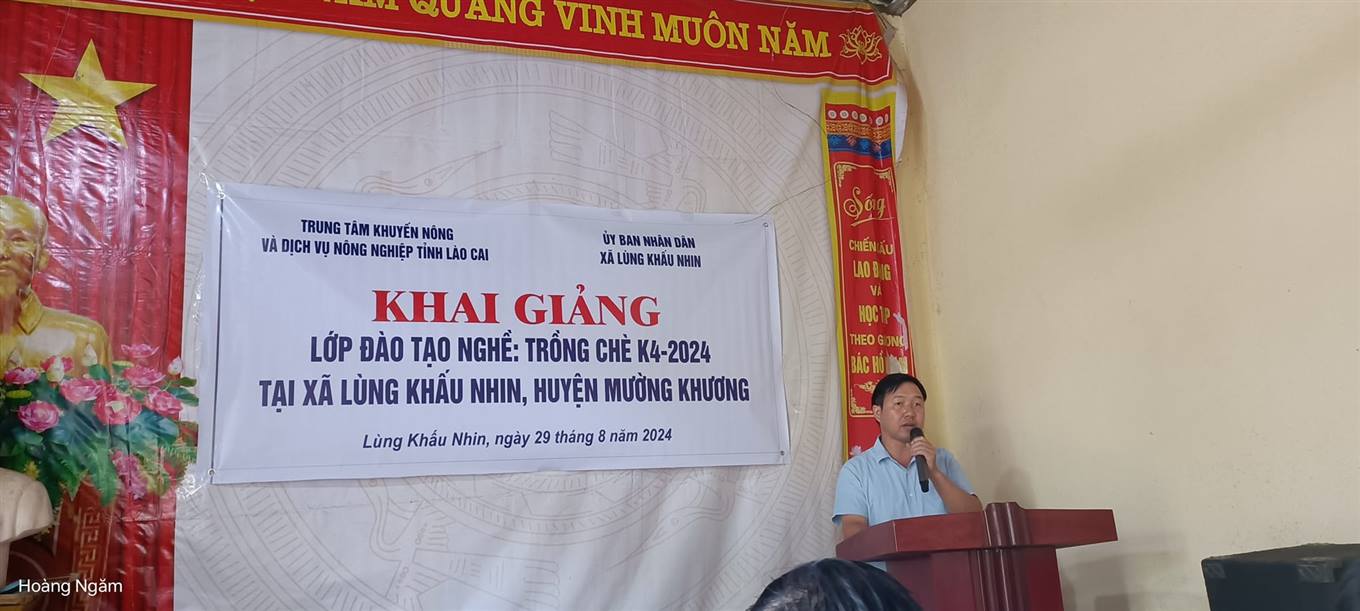 QUANG VINH MUÔN NĂM
TRUNG TÂM KHUYẾN NÔNG
VÀ DỊCH VỤ NÔNG NGHIỆP TỈNH LÀO CAI
ỦY BAN NHÂN DÂN
XÃ LÙNG KHẤU NHIN
KHAI GIẢNG
LỚP ĐÀO TẠO NGHỀ: TRỒNG CHÈ K4-2024
TẠI XÃ LÙNG KHẤU NHIN, HUYỆN MƯỜNG KHƯƠNG
Lùng Khấu Nhin, ngày 29 tháng 8 năm 2024
Sống
CHIẾN ĐẤU
LAO ĐỘNG
VÀ
HỌC TẬP
THEO GƯƠNG
BÁC HỒ
Hoàng Ngăm